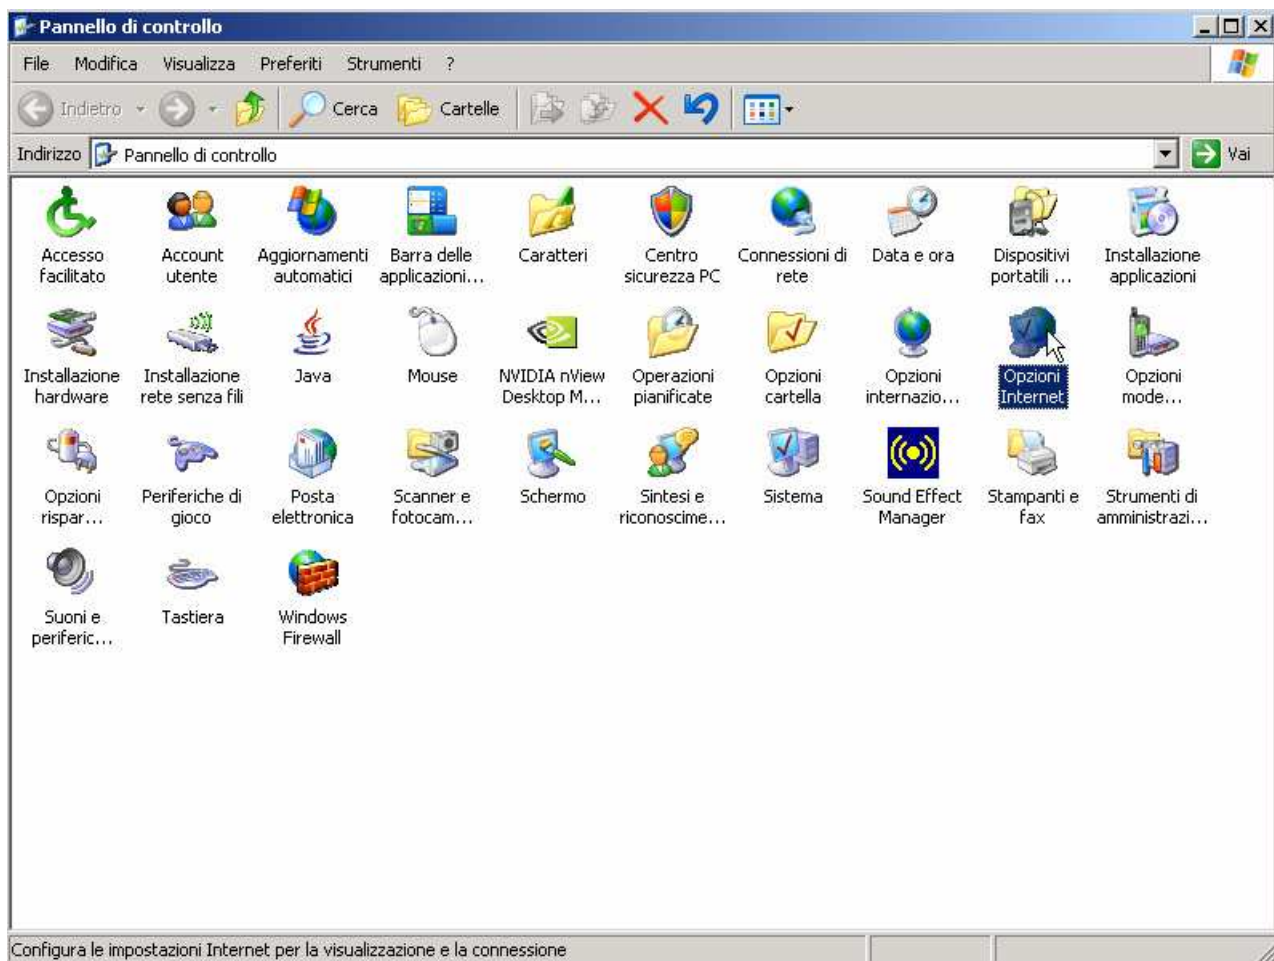 Pannello di controllo
File Modifica Visualizza Preferiti Strumenti ?
Indietro Cerca Cartelle
Indirizzo Pannello di controllo Vai
Accesso facilitato
Account utente
Aggiornamenti automatici
Barra delle applicazioni...
Caratteri
Centro sicurezza PC
Connessioni di rete
Data e ora
Dispositivi portatili ...
Installazione applicazioni
Installazione hardware
Installazione rete senza fili
Java
Mouse
NVIDIA nView Desktop M...
Operazioni pianificate
Opzioni cartella
Opzioni internazio...
Opzioni Internet
Opzioni mode...
Opzioni rispar...
Periferiche di gioco
Posta elettronica
Scanner e fotocam...
Schermo
Sintesi e riconoscime...
Sistema
Sound Effect Manager
Stampanti e fax
Strumenti di amministrazi...
Suoni e periferic...
Tastiera
Windows Firewall
Configura le impostazioni Internet per la visualizzazione e la connessione